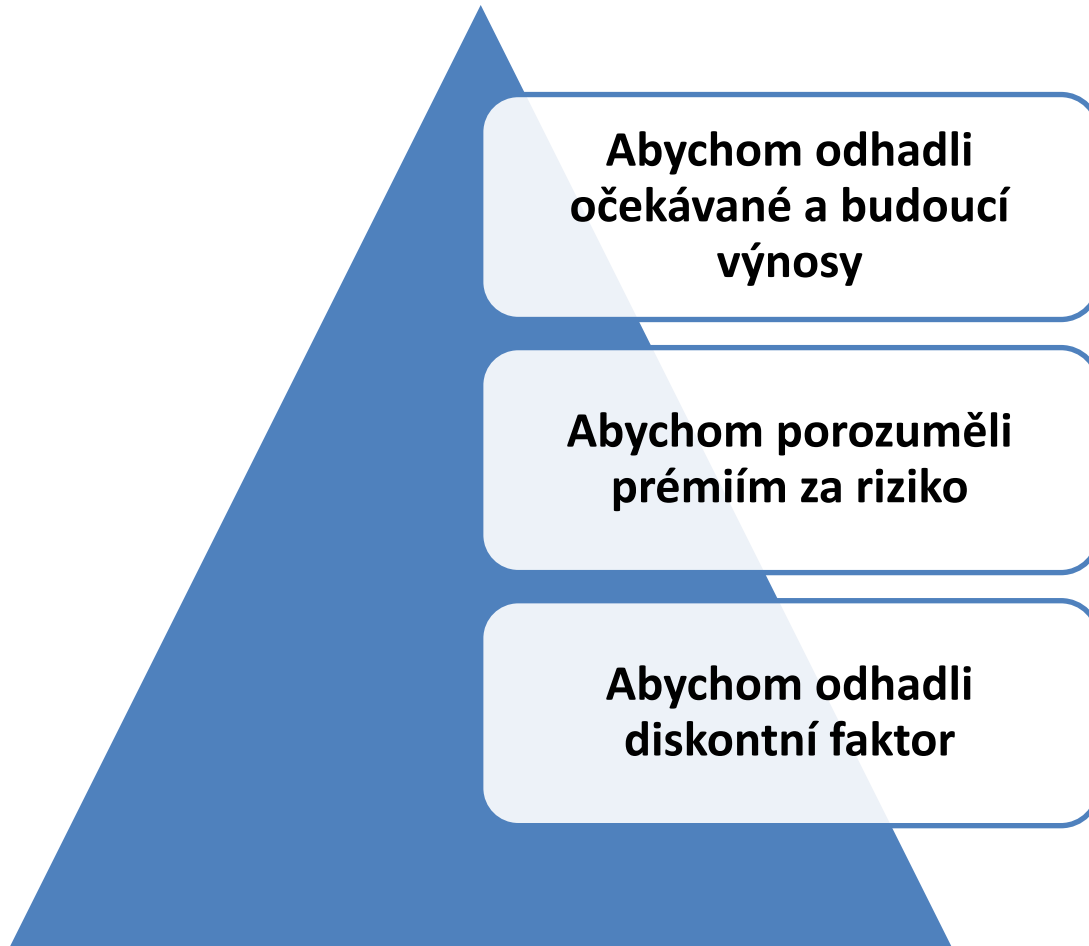 Abychom odhadli
očekávané a budoucí
výnosy
Abychom porozuměli
prémiím za riziko
Abychom odhadli
diskontní faktor